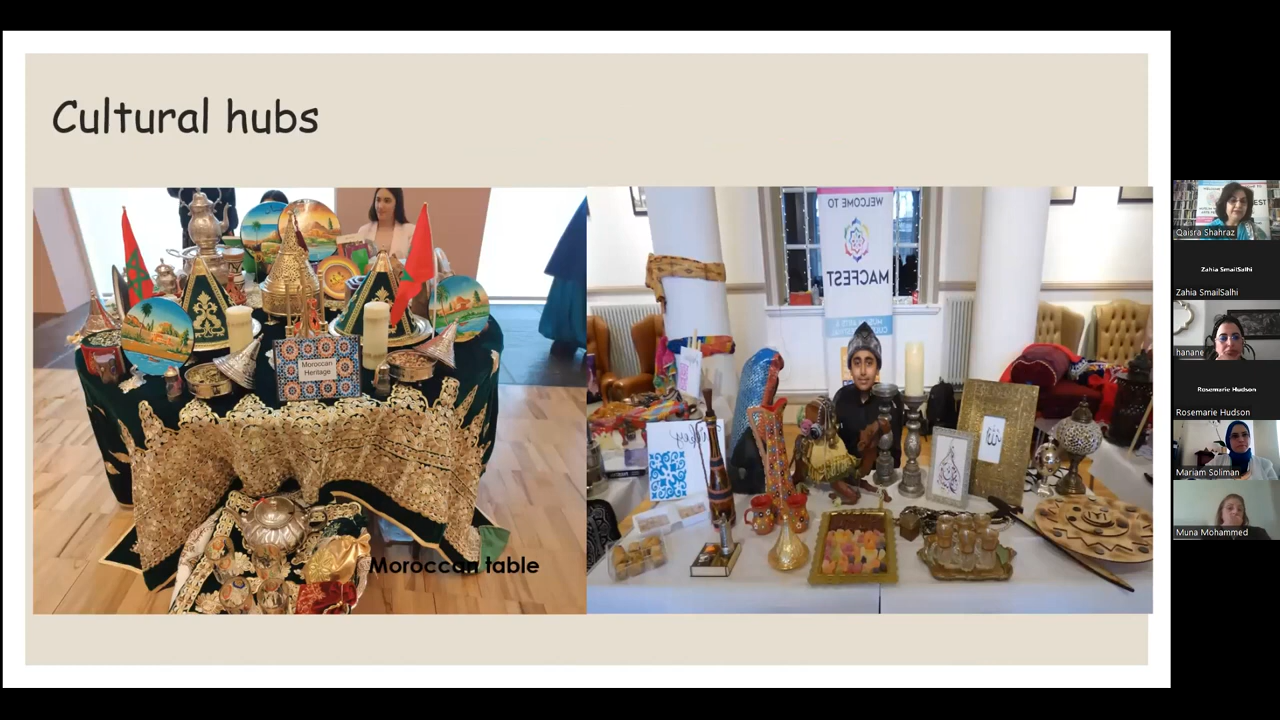 Cultural hubs
Moroccan
Heritage
Moroccan table
WELCOME TO
MACFEST
الله
Qaisra Shahraz
Zahia SmailSalhi
Zahia SmailSalhi
hanane
Rosemarie Hudson
Rosemarie Hudson
Mariam Soliman
Muna Mohammed